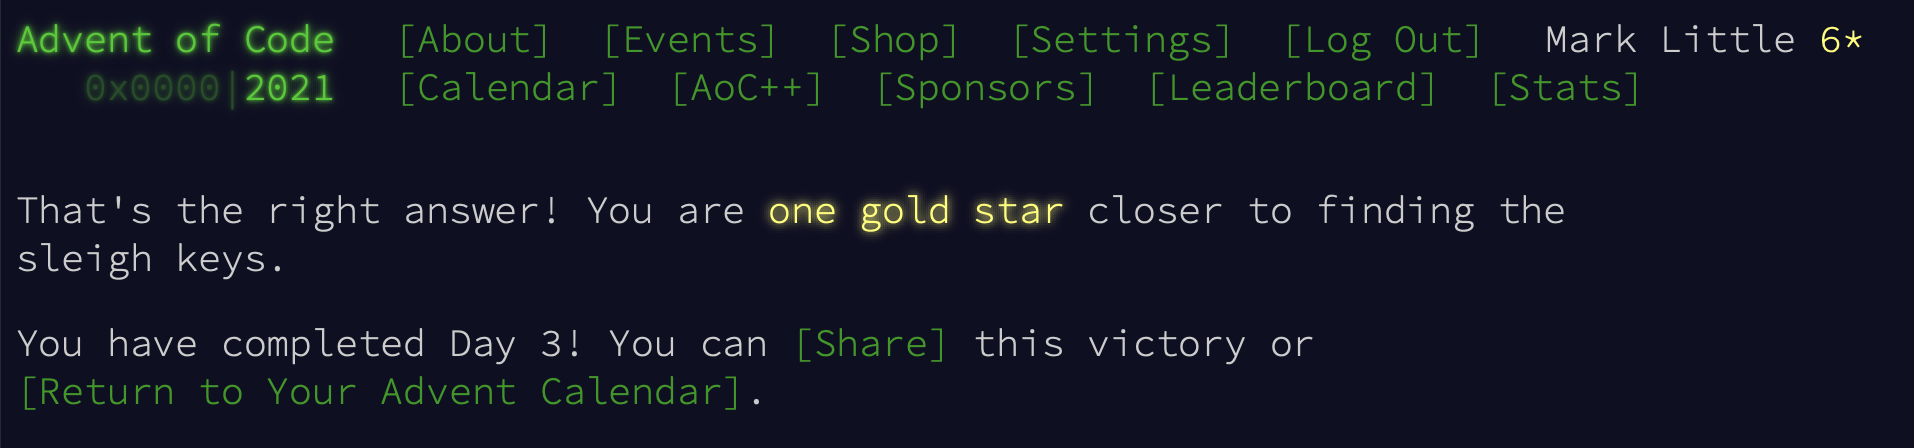 Advent of Code [About] [Events] [Shop] [Settings] [Log Out] Mark Little 6*
0x0000|2021 [Calendar] [AoC++] [Sponsors] [Leaderboard] [Stats]
That's the right answer! You are one gold star closer to finding the
sleigh keys.
You have completed Day 3! You can [Share] this victory or
[Return to Your Advent Calendar].